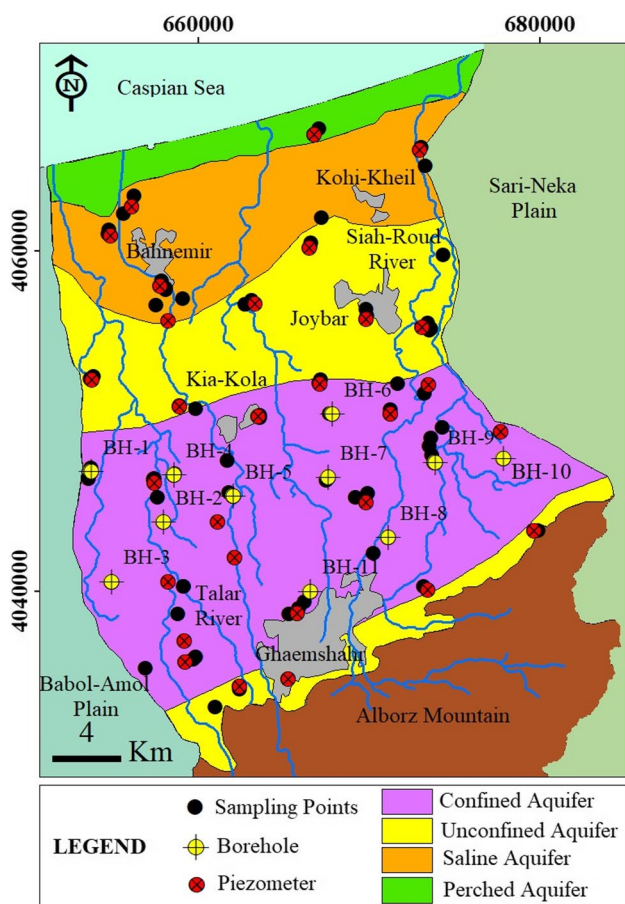 660000
680000
N
Caspian Sea
Kohi-Kheil
Sari-Neka
Plain
4060000
Siah-Roud
River
Bahnemir
Joybar
Kia-Kola
BH-6
BH-1
BH-4
BH-9
BH-7
BH-10
BH-5
BH-2
BH-8
BH-3
BH-11
4040000
Talar
River
Ghaemshahr
Babol-Amol
Plain
Alborz Mountain
4
Km
LEGEND
Sampling Points
Borehole
Piezometer
Confined Aquifer
Unconfined Aquifer
Saline Aquifer
Perched Aquifer